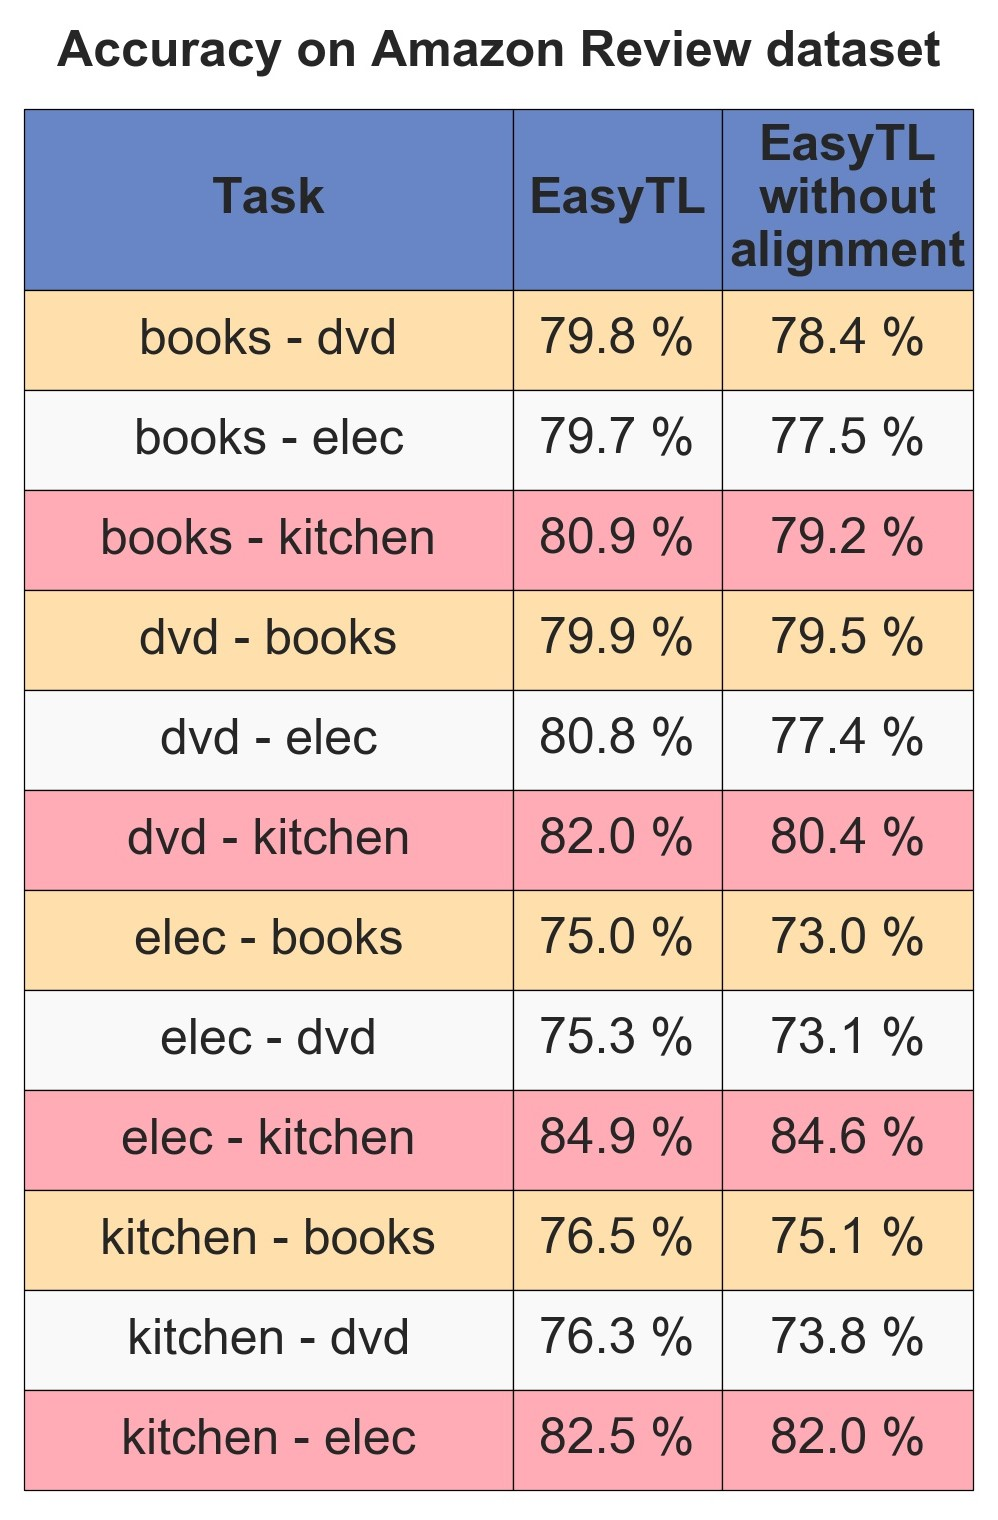 Accuracy on Amazon Review dataset
Task EasyTL EasyTL without alignment
books - dvd 79.8 % 78.4 %
books - elec 79.7 % 77.5 %
books - kitchen 80.9 % 79.2 %
dvd - books 79.9 % 79.5 %
dvd - elec 80.8 % 77.4 %
dvd - kitchen 82.0 % 80.4 %
elec - books 75.0 % 73.0 %
elec - dvd 75.3 % 73.1 %
elec - kitchen 84.9 % 84.6 %
kitchen - books 76.5 % 75.1 %
kitchen - dvd 76.3 % 73.8 %
kitchen - elec 82.5 % 82.0 %